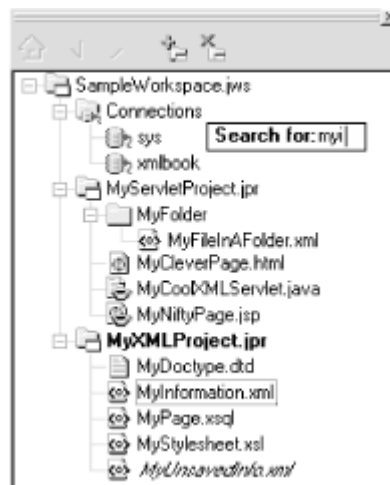 SampleWorkspace.jws
Connections
sys
Search for: myi
xmlbook
MyServletProject.jpr
MyFolder
MyFileInAFolder.xml
MyCleverPage.html
MyCoolXMLServlet.java
MyNiftyPage.jsp
MyXMLProject.jpr
MyDoctype.dtd
MyInformation.xml
MyPage.xsql
MyStylesheet.xsl
MyUnsavedInfo.xml